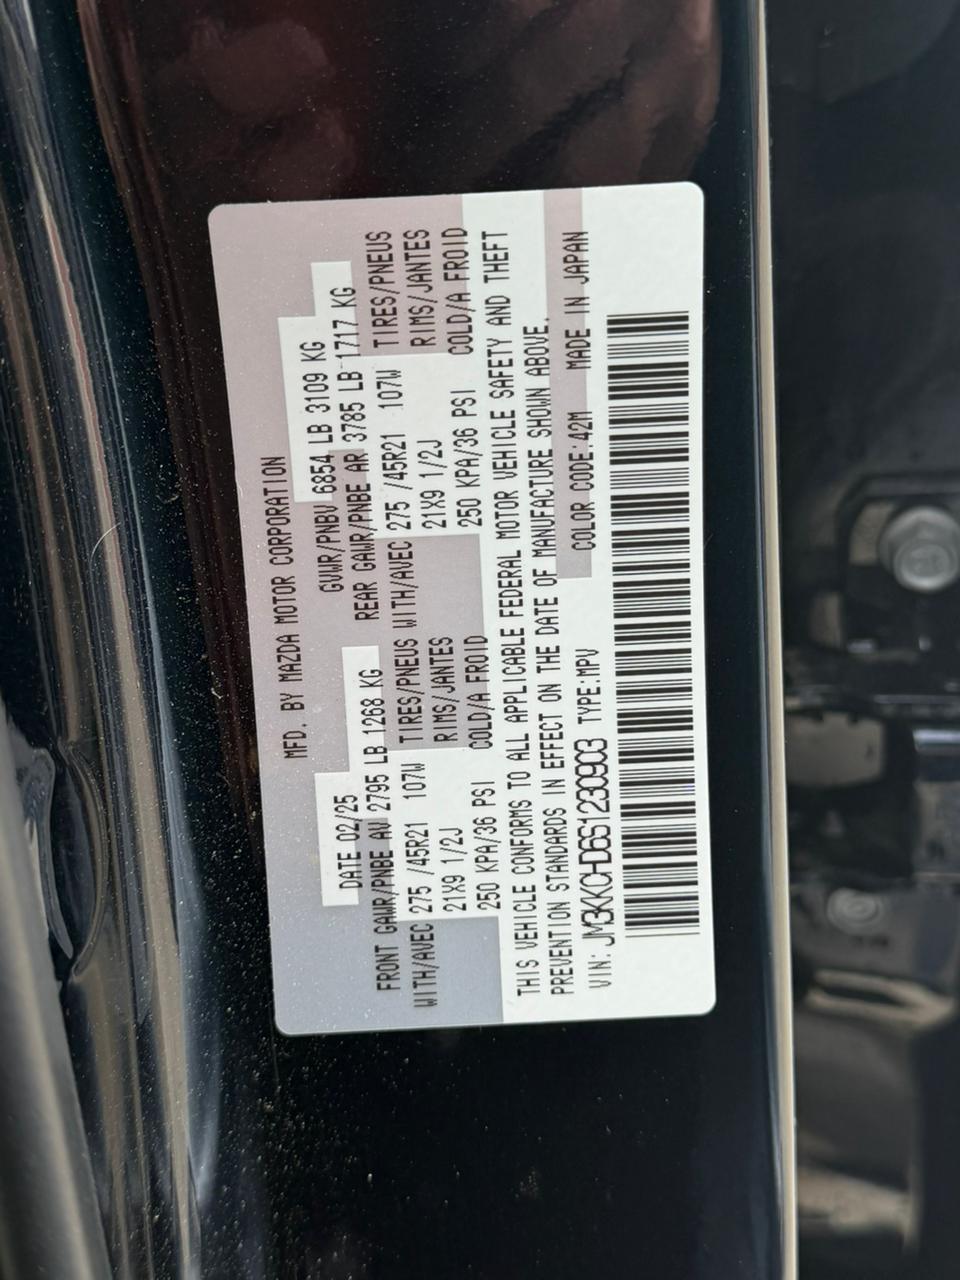 MFD. BY MAZDA MOTOR CORPORATION
DATE 02/25 GVWR/PNBV 6854 LB 3109 KG
FRONT GAWR/PNBE AV 2795 LB 1268 KG REAR GAWR/PNBE AR 3785 LB 1717 KG
WITH/AVEC 275 /45R21 107W TIRES/PNEUS WITH/AVEC 275 /45R21 107W TIRES/PNEUS
21X9 1/2J RIMS/JANTES 21X9 1/2J RIMS/JANTES
250 KPA/36 PSI COLD/A FROID 250 KPA/36 PSI COLD/A FROID
THIS VEHICLE CONFORMS TO ALL APPLICABLE FEDERAL MOTOR VEHICLE SAFETY AND THEFT
PREVENTION STANDARDS IN EFFECT ON THE DATE OF MANUFACTURE SHOWN ABOVE.
VIN: JM3KKCHD6S1230903 TYPE:MPV COLOR CODE:42M MADE IN JAPAN